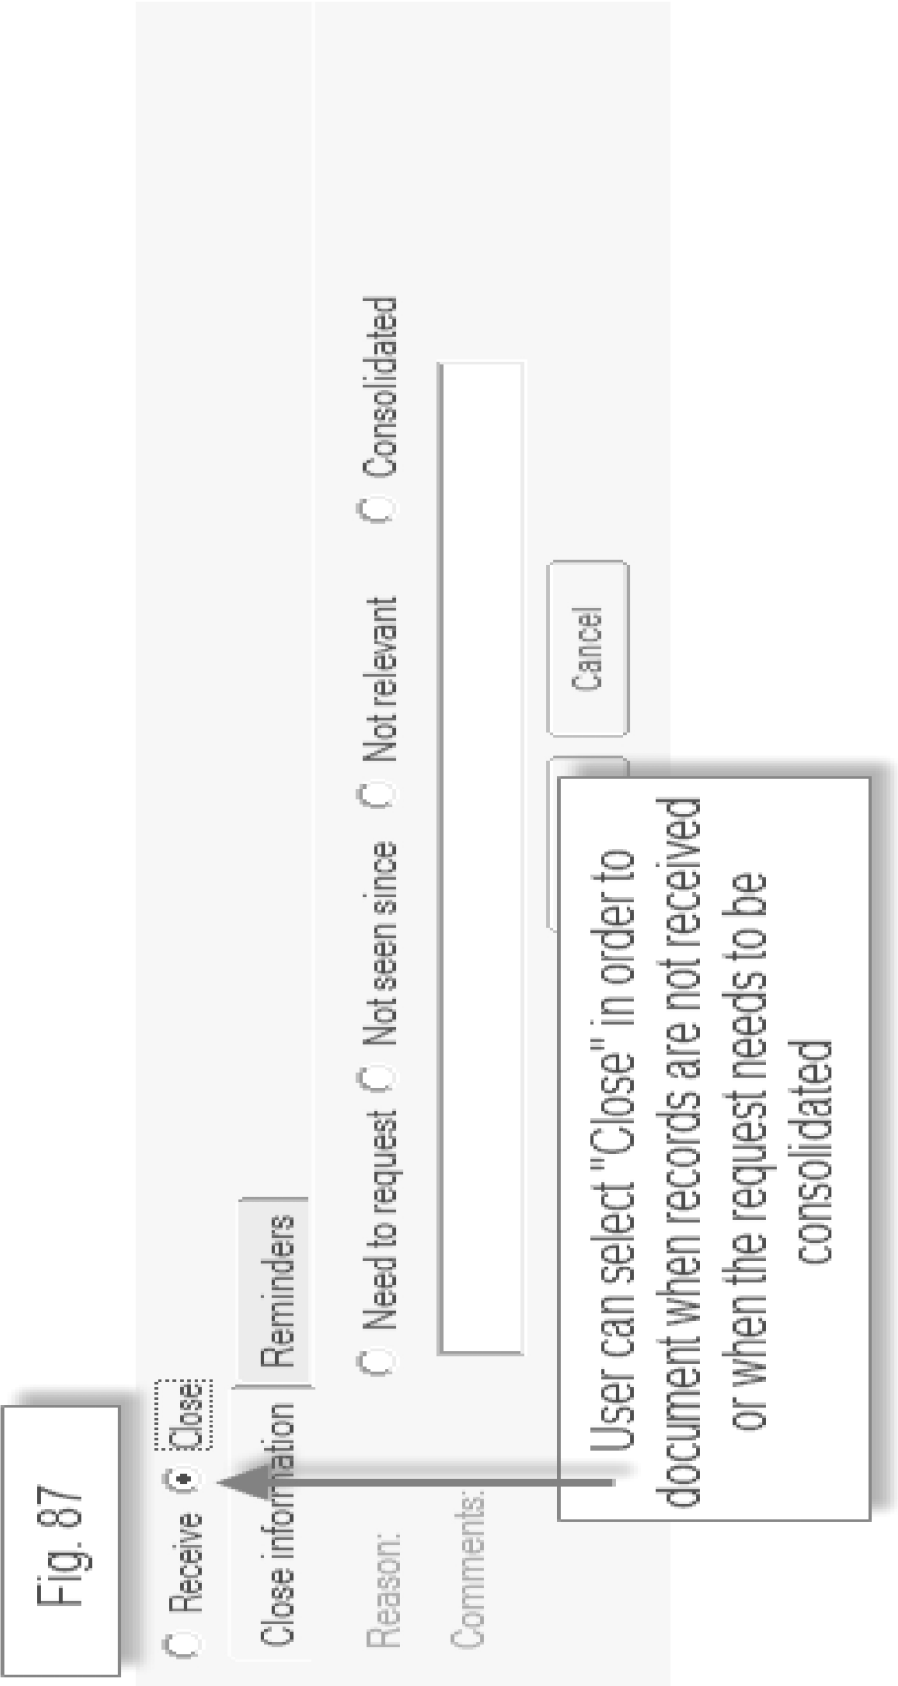 Fig. 87
Receive Close
Close information Reminders
Reason: Need to request Not seen since Not relevant Consolidated
Comments:
Cancel
User can select "Close" in order to
document when records are not received
or when the request needs to be
consolidated